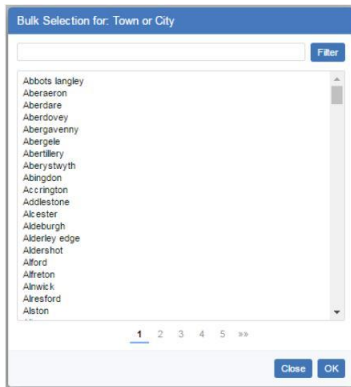 Bulk Selection for: Town or City
Filter
Abbots langley
Aberaeron
Aberdare
Aberdovey
Abergavenny
Abergele
Abertillery
Aberystwyth
Abingdon
Accrington
Addlestone
Alcester
Aldeburgh
Alderley edge
Aldershot
Alford
Alfreton
Alnwick
Alresford
Alston
1 2 3 4 5 »»
Close OK